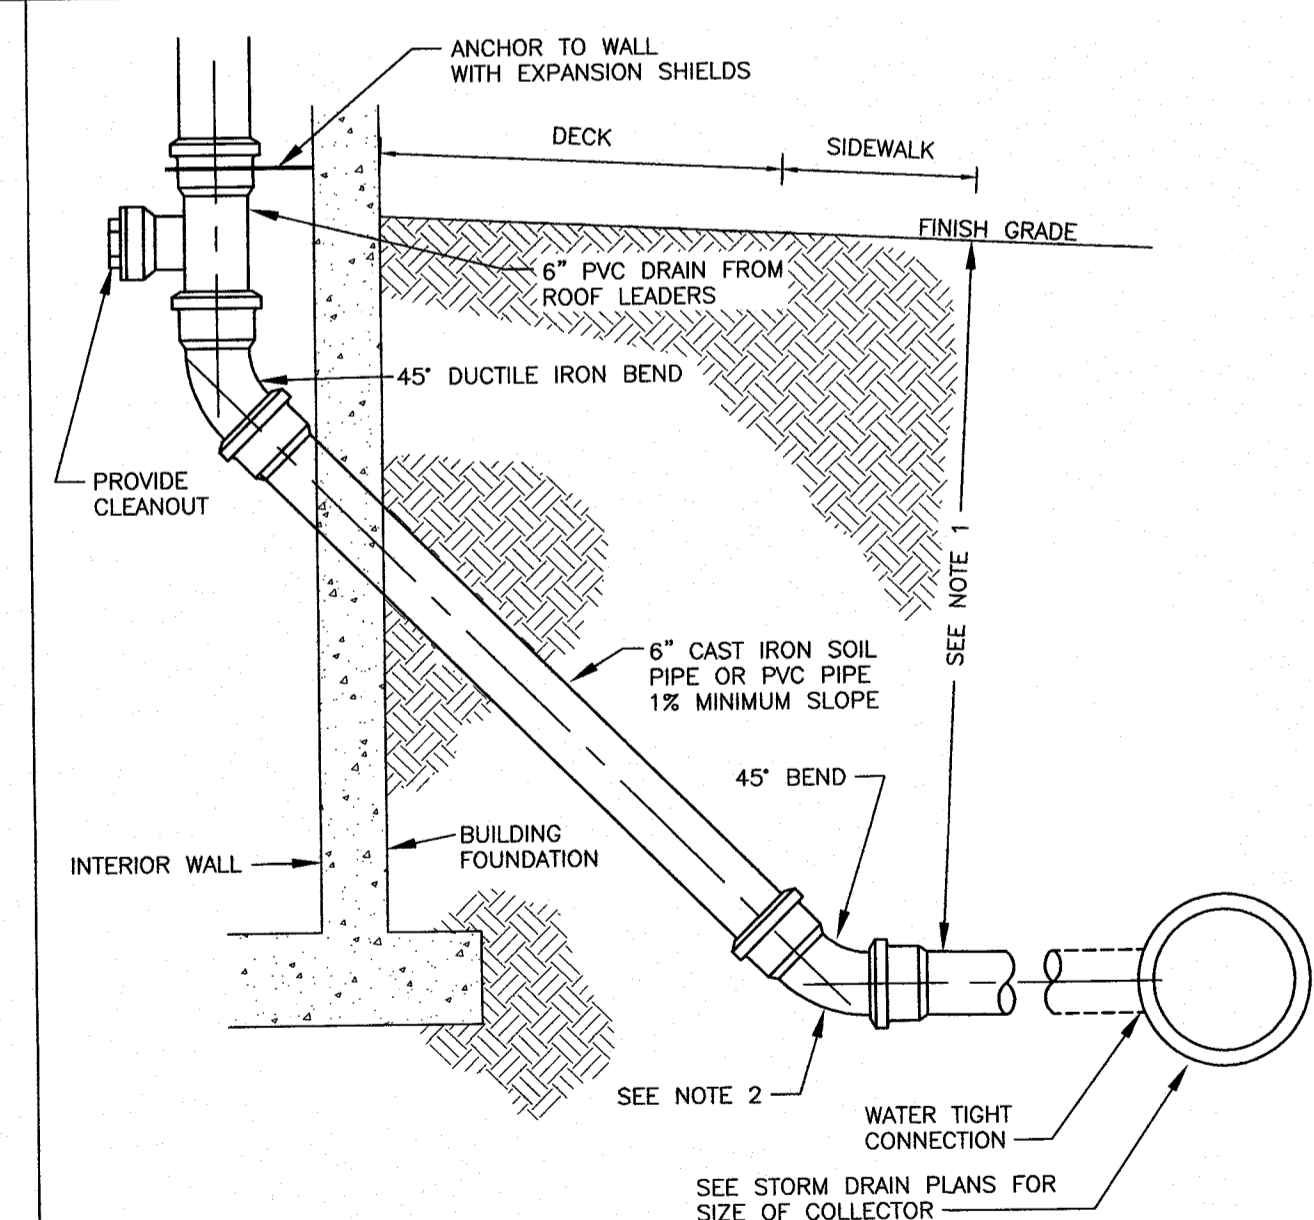 ANCHOR TO WALL
WITH EXPANSION SHIELDS
DECK
SIDEWALK
FINISH GRADE
6" PVC DRAIN FROM
ROOF LEADERS
45° DUCTILE IRON BEND
PROVIDE
CLEANOUT
SEE NOTE 1
6" CAST IRON SOIL
PIPE OR PVC PIPE
1% MINIMUM SLOPE
45° BEND
BUILDING
FOUNDATION
INTERIOR WALL
SEE NOTE 2
WATER TIGHT
CONNECTION
SEE STORM DRAIN PLANS FOR
SIZE OF COLLECTOR